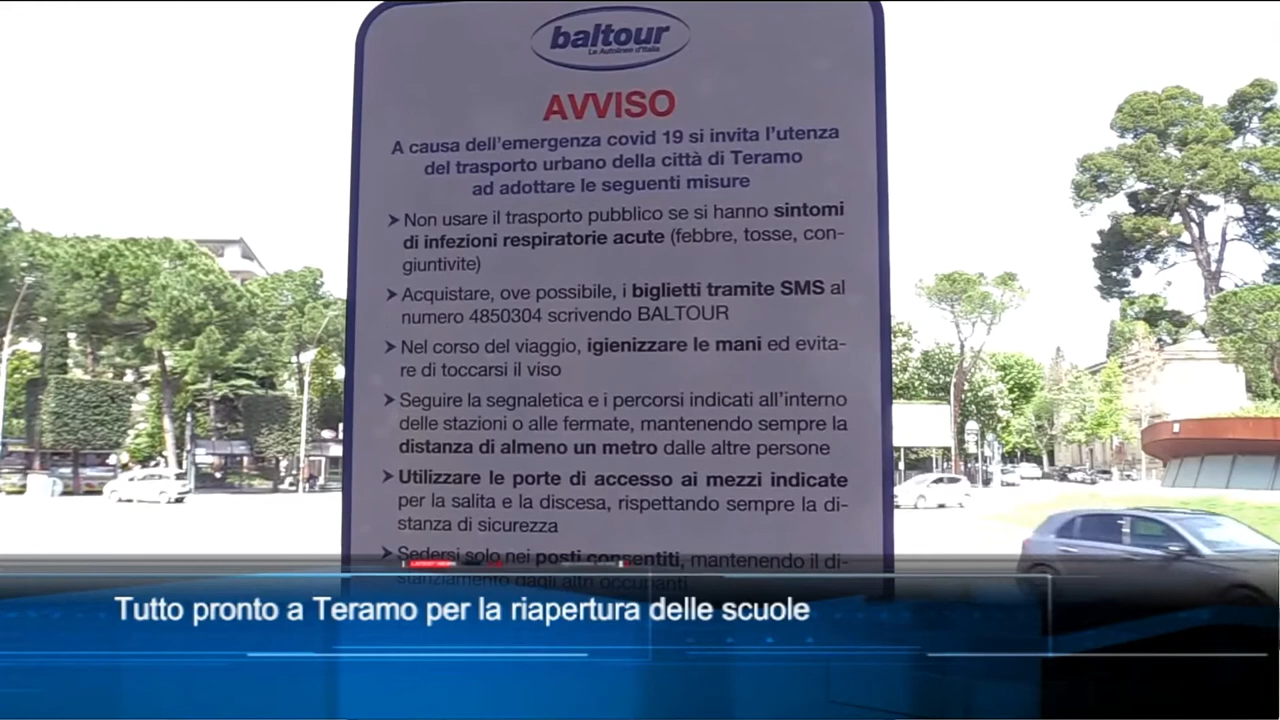 baltour
Le Autolinee d'Italia
AVVISO
A causa dell'emergenza covid 19 si invita l'utenza
del trasporto urbano della città di Teramo
ad adottare le seguenti misure
➤ Non usare il trasporto pubblico se si hanno sintomi
di infezioni respiratorie acute (febbre, tosse, con-
giuntivite)
➤ Acquistare, ove possibile, i biglietti tramite SMS al
numero 4850304 scrivendo BALTOUR
➤ Nel corso del viaggio, igienizzare le mani ed evita-
re di toccarsi il viso
➤ Seguire la segnaletica e i percorsi indicati all'interno
delle stazioni o alle fermate, mantenendo sempre la
distanza di almeno un metro dalle altre persone
➤ Utilizzare le porte di accesso ai mezzi indicate
per la salita e la discesa, rispettando sempre la di-
stanza di sicurezza
➤ Sedersi solo nei posti consentiti, mantenendo il di-
stanziamento dagli altri occupanti
LATEST NEWS
Tutto pronto a Teramo per la riapertura delle scuole